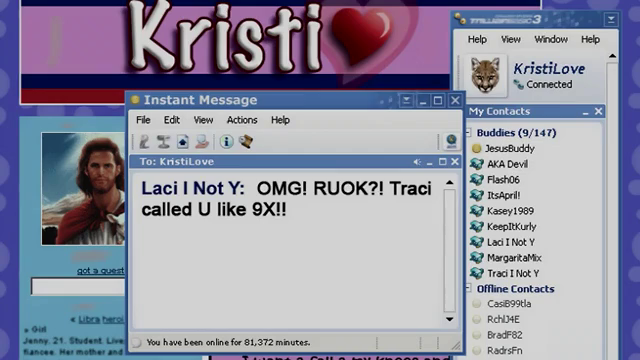 Kristi
3
Help View Window Help
KristiLove
Connected
My Contacts
Buddies (9/147)
JesusBuddy
AKA Devil
Flash06
ItsApril!
Kasey1989
KeepItKurly
Laci I Not Y
MargaritaMix
Traci I Not Y
Offline Contacts
CasiB99tla
RchlJ4E
BradF82
RadrsFn
Instant Message
File Edit View Actions Help
To: KristiLove
Laci I Not Y: OMG! RUOK?! Traci
called U like 9X!!
You have been online for 81,372 minutes.
got a quest
< Libra heroi
Girl
Jenny, 21. Student. Live
fiancee. Her mother and